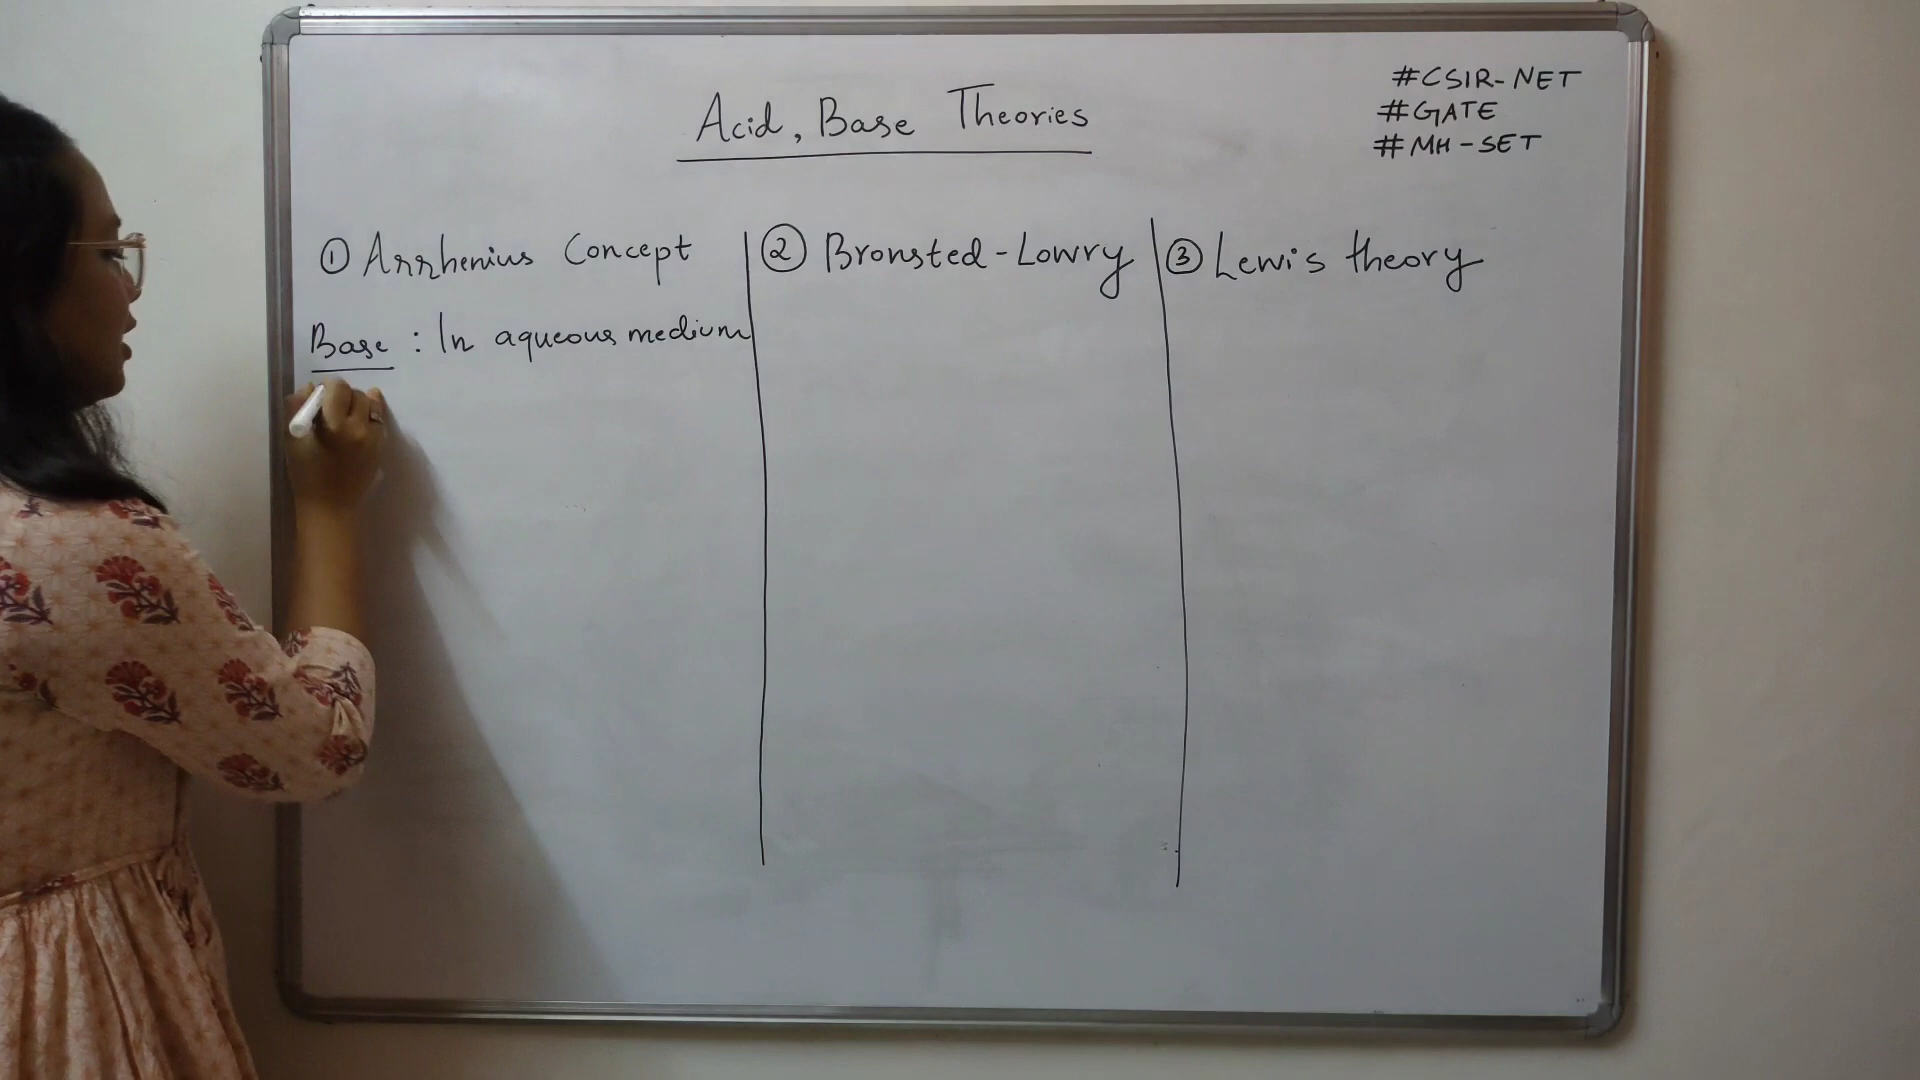 Acid, Base Theories
#CSIR-NET
#GATE
#MH-SET
① Arrhenius Concept
② Bronsted-Lowry
③ Lewis theory
Base : In aqueous medium